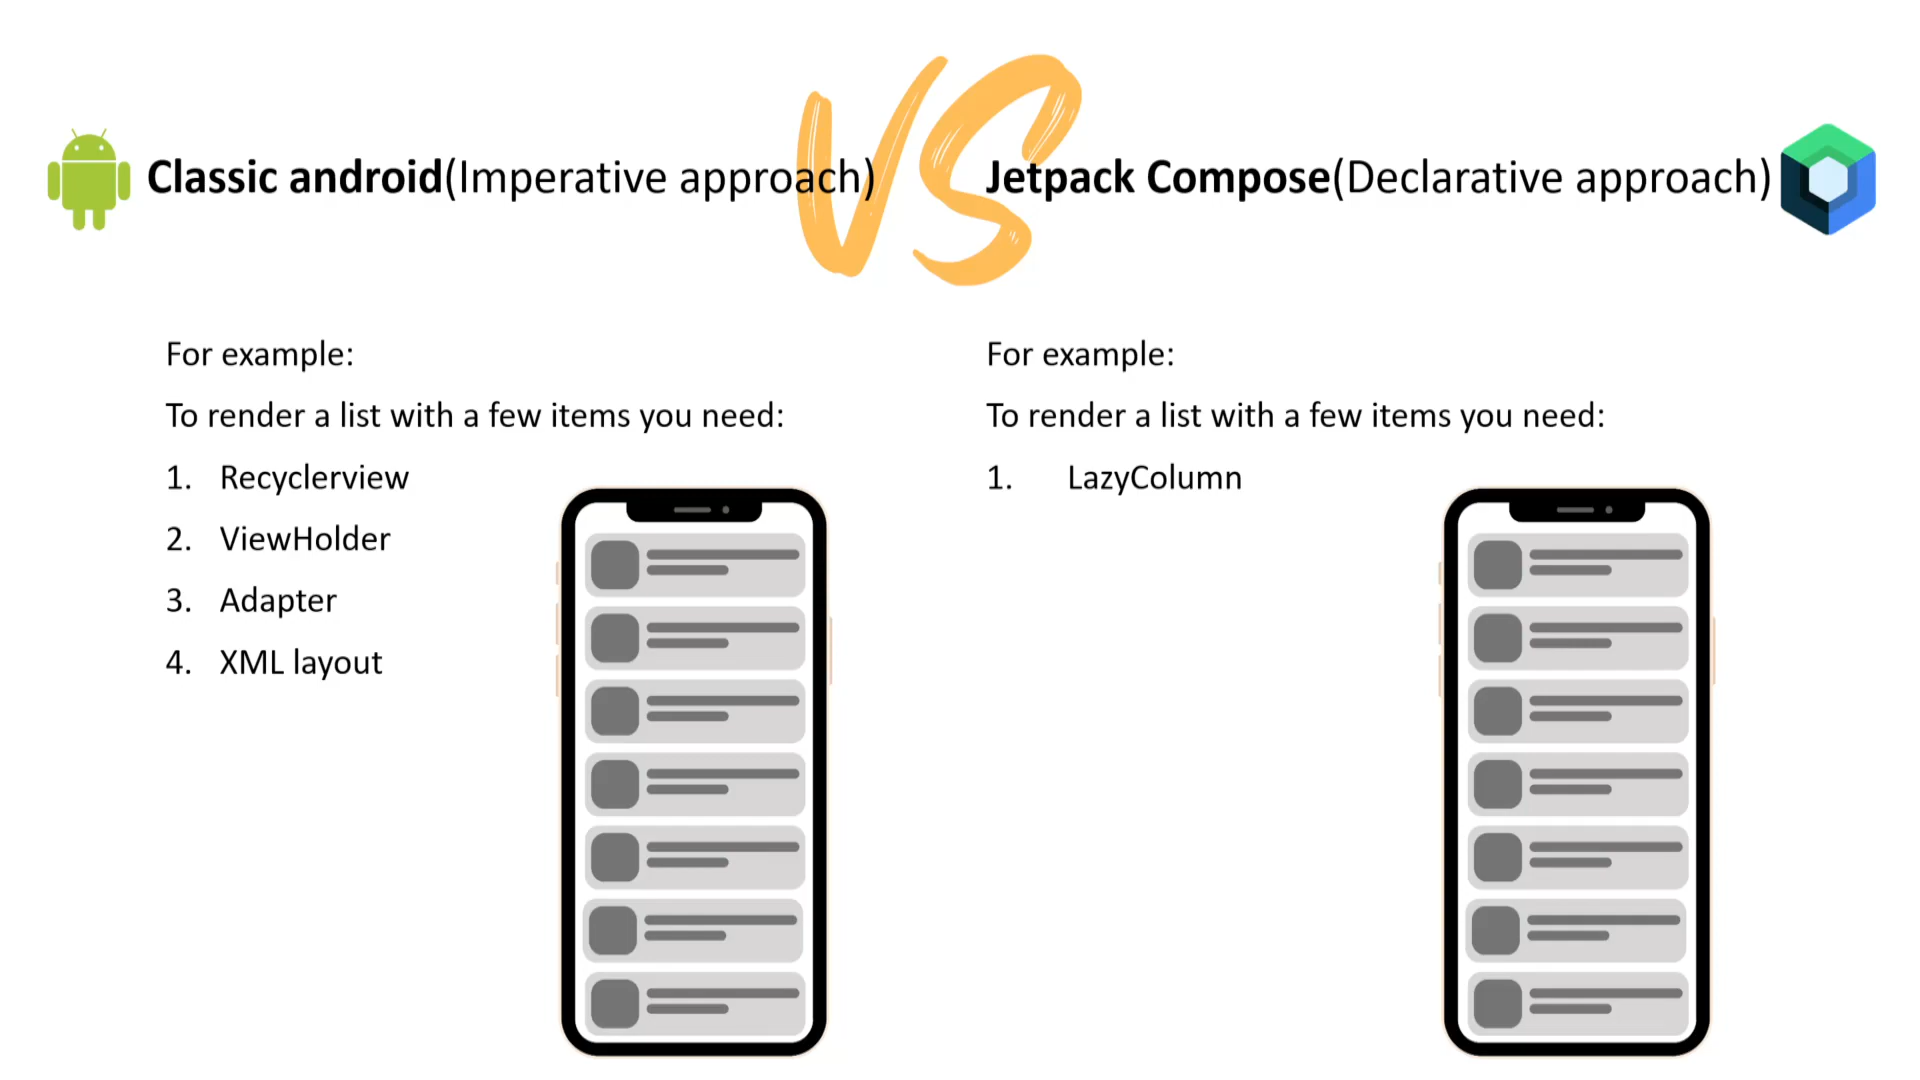 VS
Classic android(Imperative approach)
Jetpack Compose(Declarative approach)
For example:
To render a list with a few items you need:
1. Recyclerview
2. ViewHolder
3. Adapter
4. XML layout
For example:
To render a list with a few items you need:
1. LazyColumn